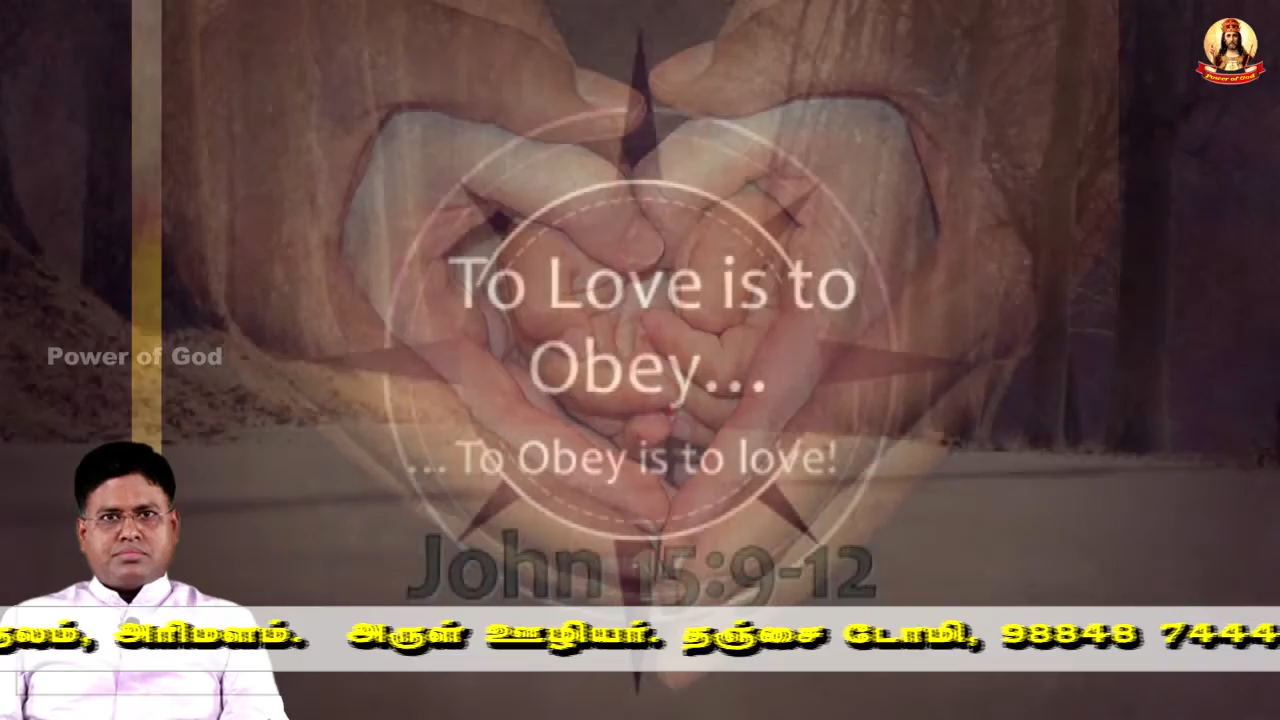 Power of God
To Love is to
Obey...
Power of God
... To Obey is to love!
John 15:9-12
அரிமளம். அருள் ஊழியர். தஞ்சை டோமி, 98848 7444